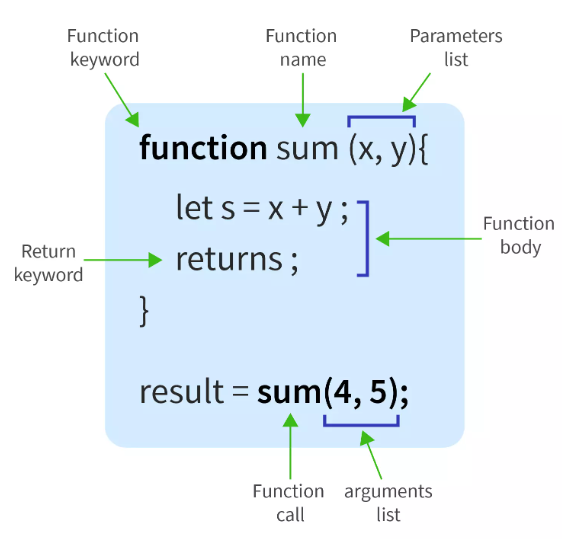 Function
keyword
Function
name
Parameters
list
function sum (x, y){
let s = x + y ;
Function
body
Return
keyword
returns ;
}
result = sum(4, 5);
Function
call
arguments
list